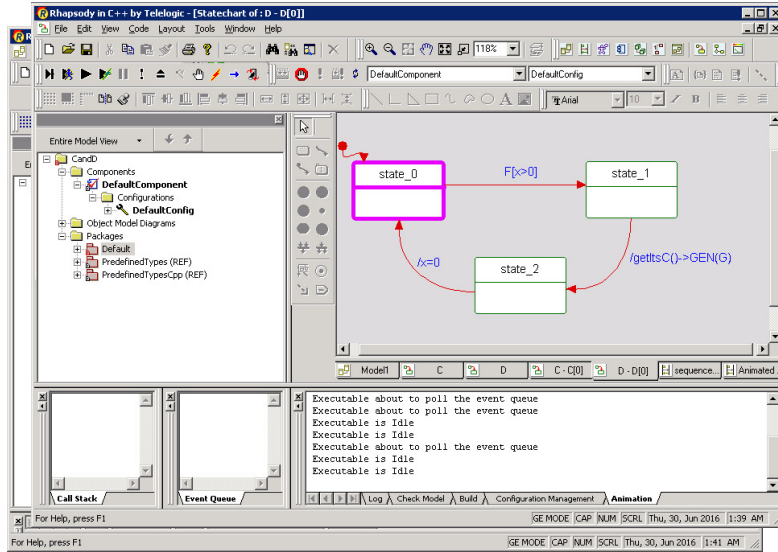 Rhapsody in C++ by Telelogic - [Statechart of : D - D[0]]
File Edit View Code Layout Tools Window Help
118%
DefaultComponent
DefaultConfig
Arial
10
I B
Entire Model View
CandD
Components
DefaultComponent
Configurations
DefaultConfig
Object Model Diagrams
Packages
Default
PredefinedTypes (REF)
PredefinedTypesCpp (REF)
state_0
F[x>0]
state_1
/x=0
state_2
/getItsC()->GEN(G)
Model1
C
D
C - C[0]
D - D[0]
sequence...
Animated
Executable about to poll the event queue
Executable about to poll the event queue
Executable is Idle
Executable is Idle
Executable about to poll the event queue
Executable is Idle
Executable is Idle
Call Stack
Event Queue
Log
Check Model
Build
Configuration Management
Animation
For Help, press F1
GE MODE CAP NUM SCRL Thu, 30, Jun 2016 1:39 AM
For Help, press F1
GE MODE CAP NUM SCRL Thu, 30, Jun 2016 1:41 AM